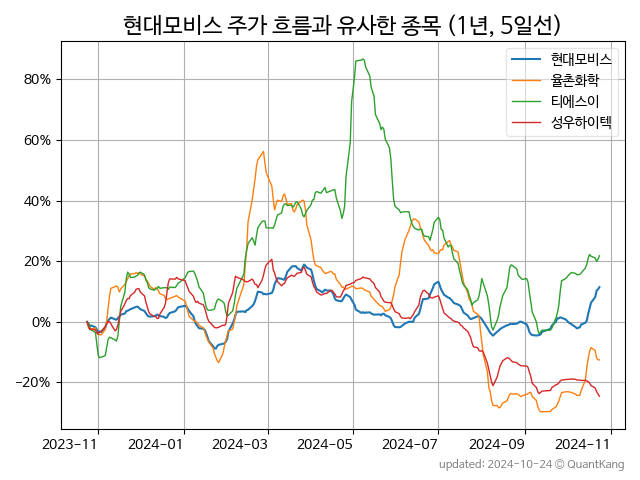 현대모비스 주가 흐름과 유사한 종목 (1년, 5일선)
현대모비스
율촌화학
티에스이
성우하이텍
80%
60%
40%
20%
0%
−20%
2023−11
2024−01
2024−03
2024−05
2024−07
2024−09
2024−11
updated: 2024-10-24 © QuantKang